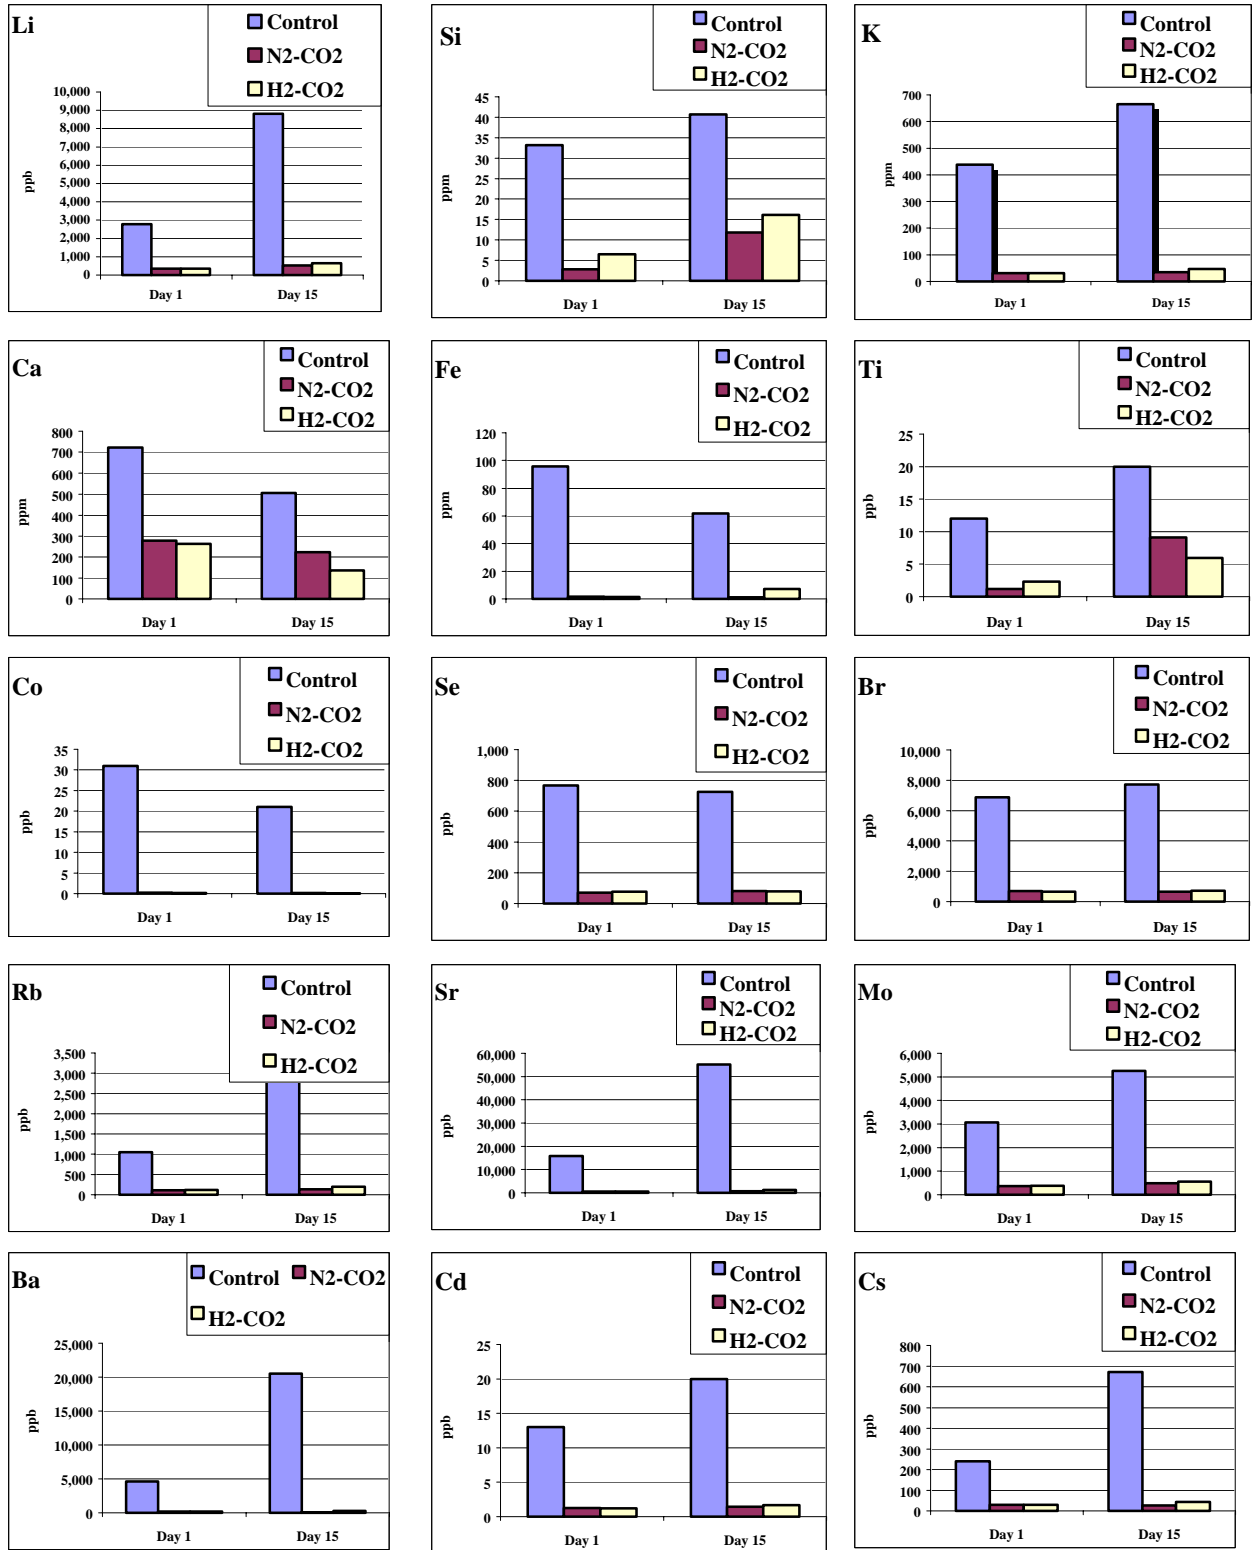 Li
Control
N2-CO2
H2-CO2
10,000
9,000
8,000
7,000
6,000
5,000
4,000
3,000
2,000
1,000
0
ppb
Day 1 Day 15
Si
Control
N2-CO2
H2-CO2
45
40
35
30
25
20
15
10
5
0
ppm
Day 1 Day 15
K
Control
N2-CO2
H2-CO2
700
600
500
400
300
200
100
0
ppm
Day 1 Day 15
Ca
Control
N2-CO2
H2-CO2
800
700
600
500
400
300
200
100
0
ppm
Day 1 Day 15
Fe
Control
N2-CO2
H2-CO2
120
100
80
60
40
20
0
ppm
Day 1 Day 15
Ti
Control
N2-CO2
H2-CO2
25
20
15
10
5
0
ppb
Day 1 Day 15
Co
Control
N2-CO2
H2-CO2
35
30
25
20
15
10
5
0
ppb
Day 1 Day 15
Se
Control
N2-CO2
H2-CO2
1,000
800
600
400
200
0
ppb
Day 1 Day 15
Br
Control
N2-CO2
H2-CO2
10,000
8,000
6,000
4,000
2,000
0
ppb
Day 1 Day 15
Rb
Control
N2-CO2
H2-CO2
3,500
3,000
2,500
2,000
1,500
1,000
500
0
ppb
Day 1 Day 15
Sr
Control
N2-CO2
H2-CO2
60,000
50,000
40,000
30,000
20,000
10,000
0
ppb
Day 1 Day 15
Mo
Control
N2-CO2
H2-CO2
6,000
5,000
4,000
3,000
2,000
1,000
0
ppb
Day 1 Day 15
Ba
Control N2-CO2
H2-CO2
25,000
20,000
15,000
10,000
5,000
0
ppb
Day 1 Day 15
Cd
Control
N2-CO2
H2-CO2
25
20
15
10
5
0
ppb
Day 1 Day 15
Cs
Control
N2-CO2
H2-CO2
800
700
600
500
400
300
200
100
0
ppb
Day 1 Day 15